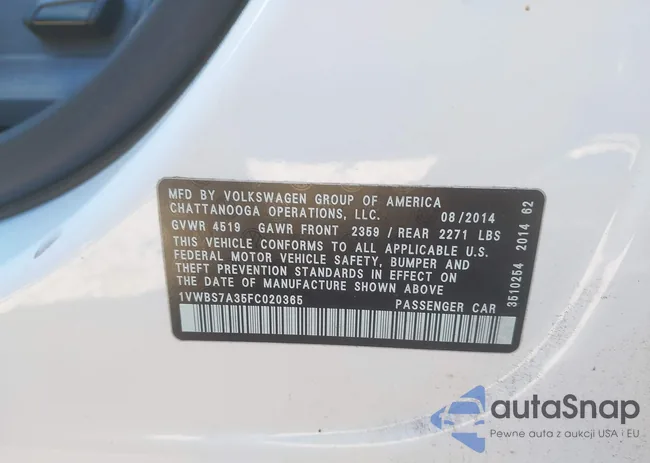 MFD BY VOLKSWAGEN GROUP OF AMERICA
CHATTANOOGA OPERATIONS, LLC. 08/2014
GVWR 4519 GAWR FRONT 2359 / REAR 2271 LBS
THIS VEHICLE CONFORMS TO ALL APPLICABLE U.S.
FEDERAL MOTOR VEHICLE SAFETY, BUMPER AND
THEFT PREVENTION STANDARDS IN EFFECT ON
THE DATE OF MANUFACTURE SHOWN ABOVE
1VWBS7A35FC020365 PASSENGER CAR
3510254 2014 62
autaSnap
Pewne auta z aukcji USA i EU